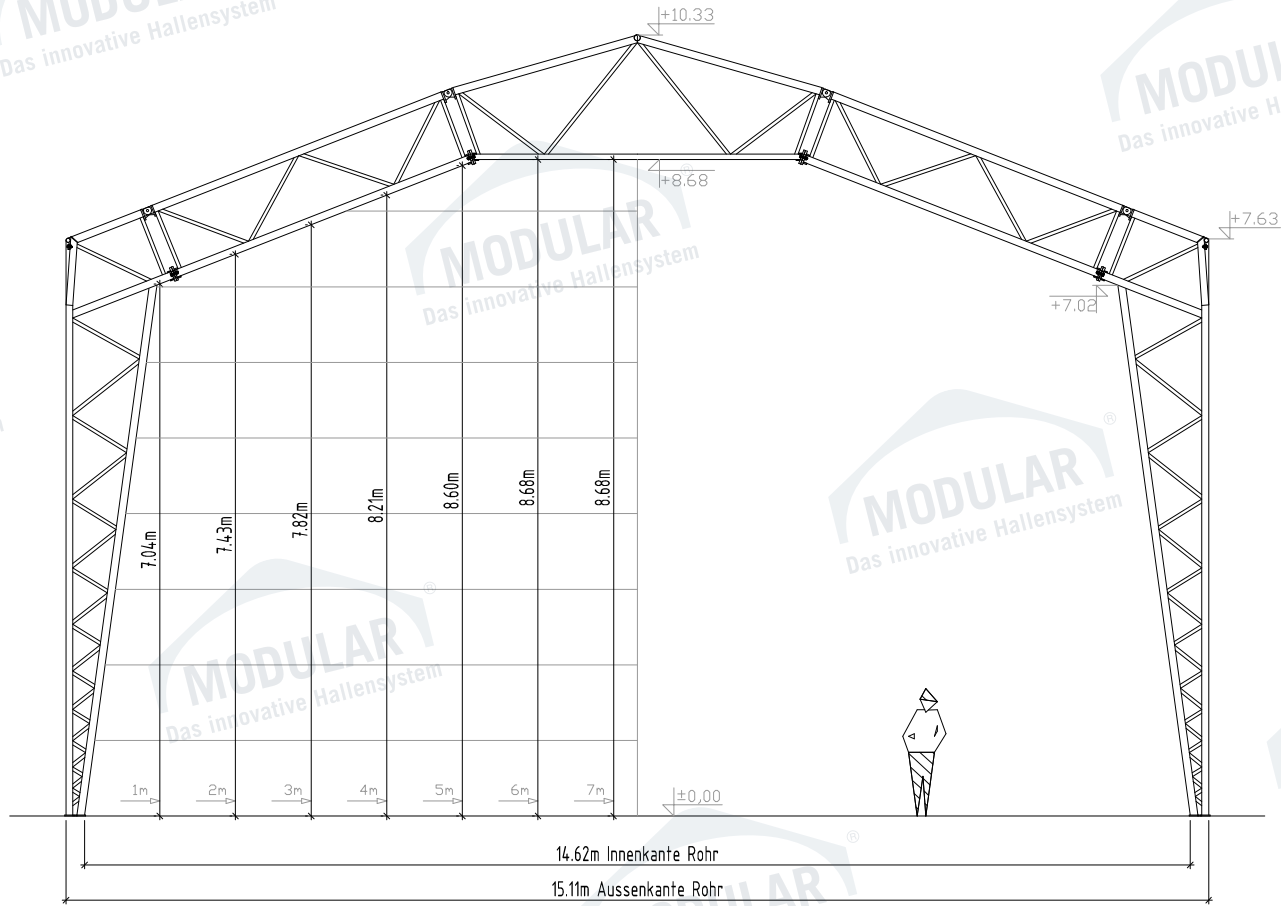 MODULAR
Das innovative Hallensystem
+10.33
MODUL
Das innovative H
+8.68
+7.63
MODULAR ®
Das innovative Hallensystem
+7.02
7.04m
7.43m
7.82m
8.21m
8.60m
8.68m
8.68m
MODULAR ®
Das innovative Hallensystem
MODULAR ®
Das innovative Hallensystem
1m
2m
3m
4m
5m
6m
7m
±0,00
14.62m Innenkante Rohr
15.11m Aussenkante Rohr
MODULAR ®